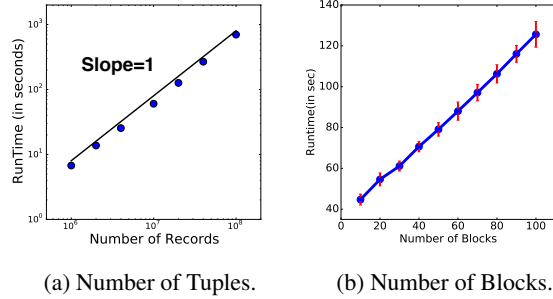 Slope=1
RunTime (in seconds)
10^3
10^2
10^1
10^0
10^6 10^7 10^8
Number of Records
(a) Number of Tuples.
Runtime(in sec)
140
120
100
80
60
40
0 20 40 60 80 100
Number of Blocks
(b) Number of Blocks.